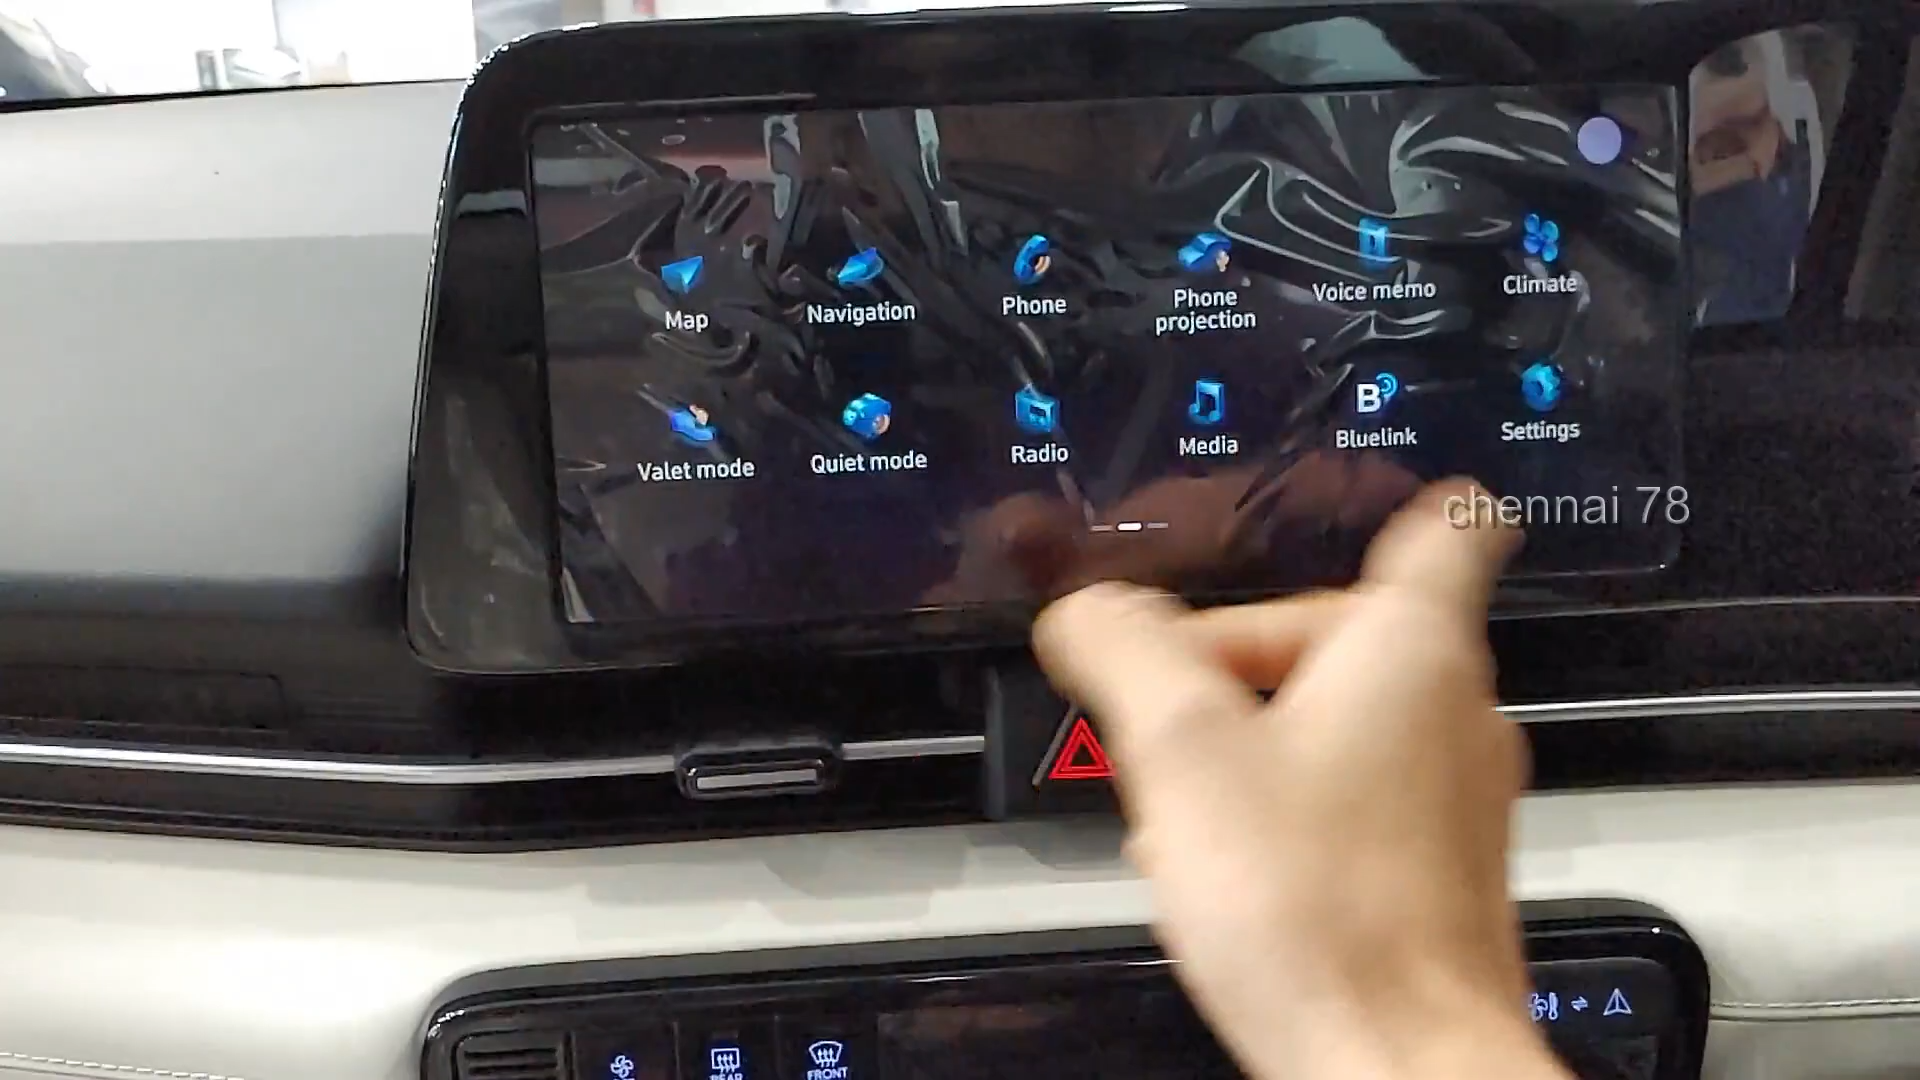 Map
Navigation
Phone
Phone
projection
Voice memo
Climate
Valet mode
Quiet mode
Radio
Media
B
Bluelink
Settings
chennai 78
REAR
FRONT